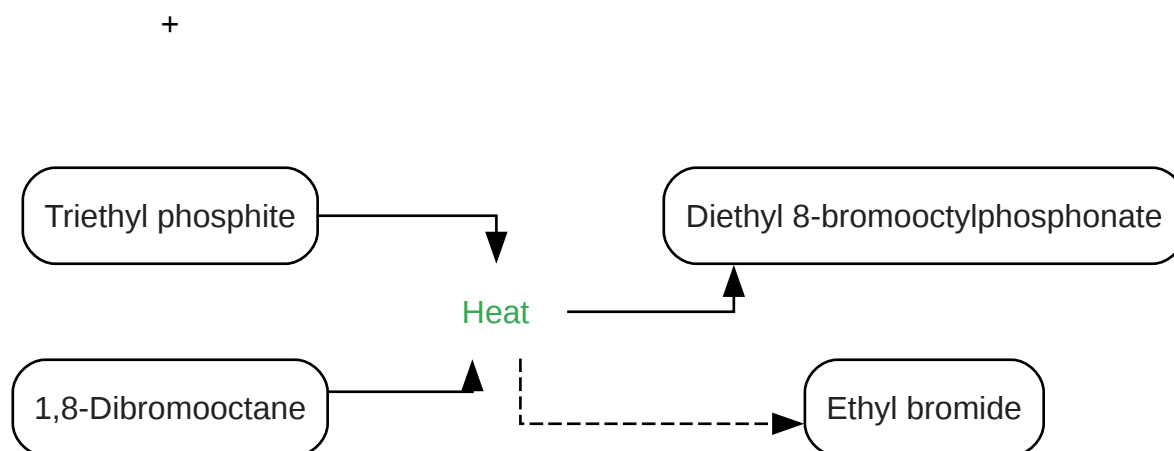 +
Triethyl phosphite
Diethyl 8-bromooctylphosphonate
Heat
1,8-Dibromooctane
Ethyl bromide